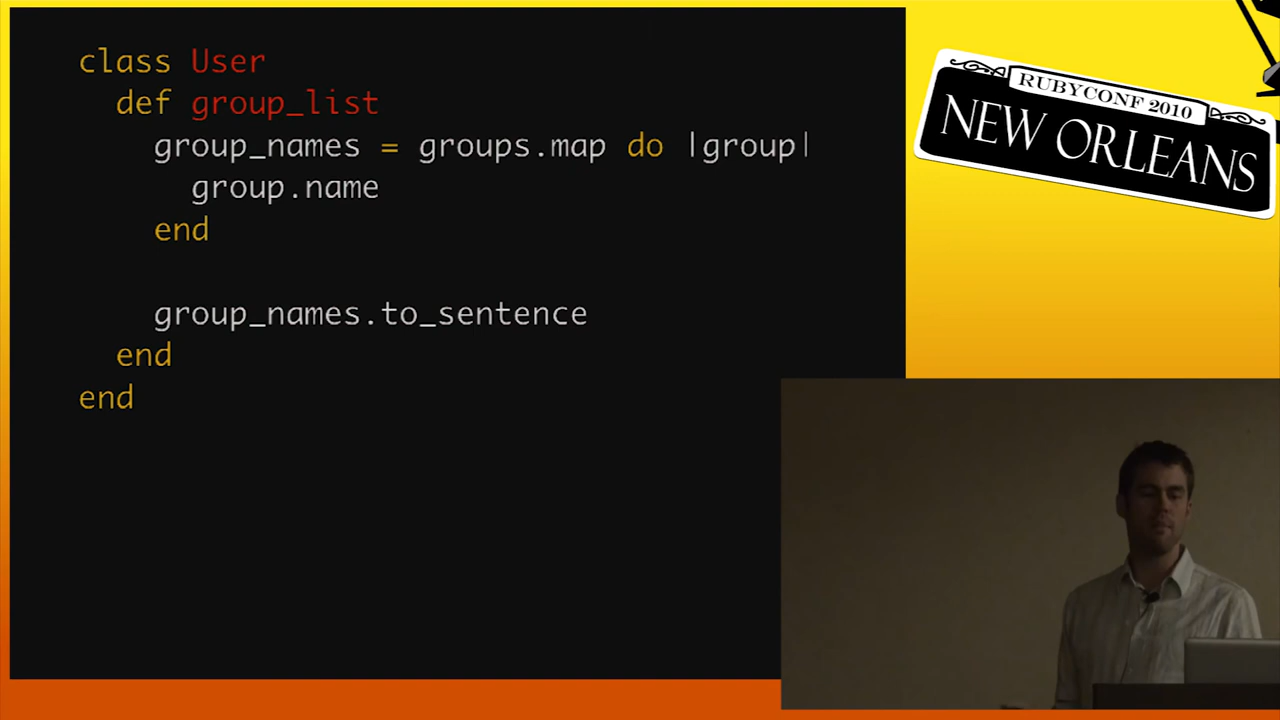 class User
  def group_list
    group_names = groups.map do |group|
      group.name
    end

    group_names.to_sentence
  end
end
RUBYCONF 2010
NEW ORLEANS